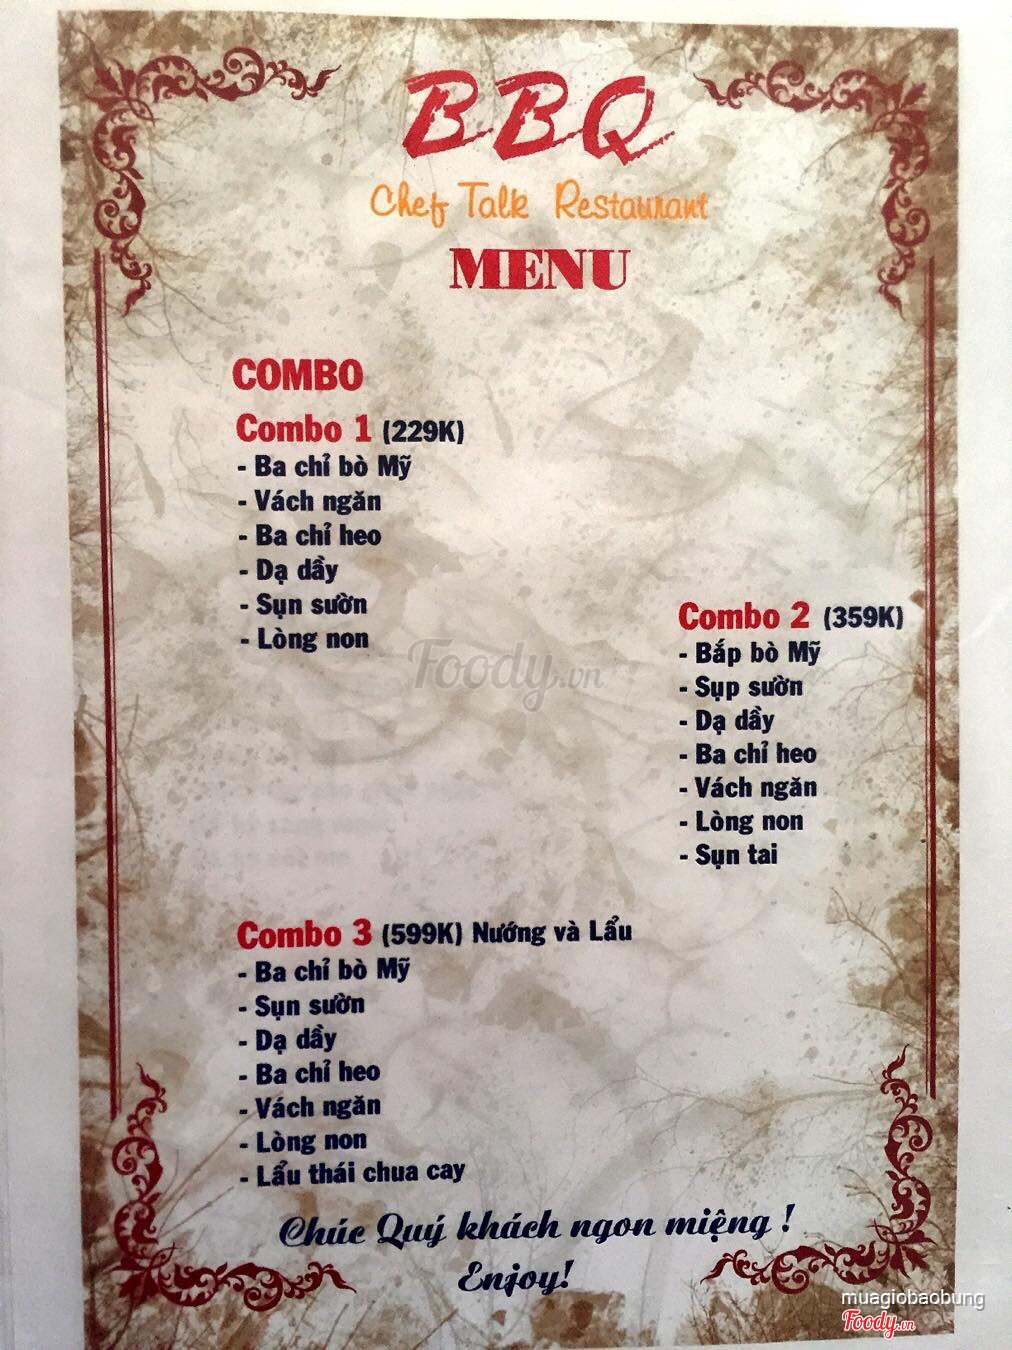 BBQ
Chef Talk Restaurant
MENU
COMBO
Combo 1 (229K)
- Ba chỉ bò Mỹ
- Vách ngăn
- Ba chỉ heo
- Dạ dầy
- Sụn sườn
- Lòng non
Combo 2 (359K)
- Bắp bò Mỹ
- Sụp sườn
- Dạ dầy
- Ba chỉ heo
- Vách ngăn
- Lòng non
- Sụn tai
Foody.vn
Combo 3 (599K) Nướng và Lẩu
- Ba chỉ bò Mỹ
- Sụn sườn
- Dạ dầy
- Ba chỉ heo
- Vách ngăn
- Lòng non
- Lẩu thái chua cay
Chúc Quý khách ngon miệng !
Enjoy!
muagiobaobung
Foody.vn